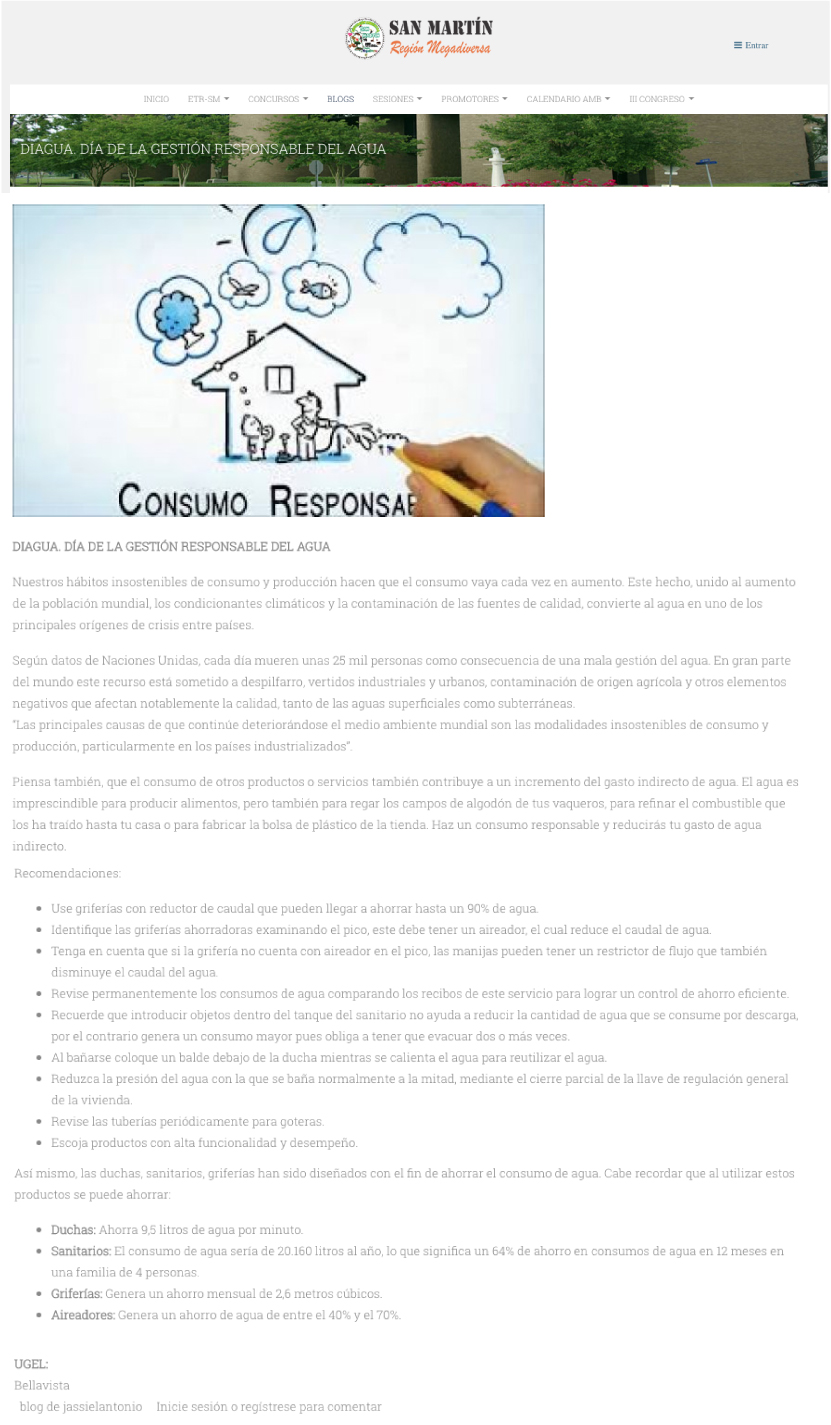 SAN MARTÍN
Región Megadiversa
Entrar
INICIO ETR-SM CONCURSOS BLOGS SESIONES PROMOTORES CALENDARIO AMB III CONGRESO
DIAGUA. DÍA DE LA GESTIÓN RESPONSABLE DEL AGUA
CONSUMO RESPONSA
DIAGUA. DÍA DE LA GESTIÓN RESPONSABLE DEL AGUA
Nuestros hábitos insostenibles de consumo y producción hacen que el consumo vaya cada vez en aumento. Este hecho, unido al aumento
de la población mundial, los condicionantes climáticos y la contaminación de las fuentes de calidad, convierte al agua en uno de los
principales orígenes de crisis entre países.
Según datos de Naciones Unidas, cada día mueren unas 25 mil personas como consecuencia de una mala gestión del agua. En gran parte
del mundo este recurso está sometido a despilfarro, vertidos industriales y urbanos, contaminación de origen agrícola y otros elementos
negativos que afectan notablemente la calidad, tanto de las aguas superficiales como subterráneas.
“Las principales causas de que continúe deteriorándose el medio ambiente mundial son las modalidades insostenibles de consumo y
producción, particularmente en los países industrializados”.
Piensa también, que el consumo de otros productos o servicios también contribuye a un incremento del gasto indirecto de agua. El agua es
imprescindible para producir alimentos, pero también para regar los campos de algodón de tus vaqueros, para refinar el combustible que
los ha traído hasta tu casa o para fabricar la bolsa de plástico de la tienda. Haz un consumo responsable y reducirás tu gasto de agua
indirecto.
Recomendaciones:
• Use griferías con reductor de caudal que pueden llegar a ahorrar hasta un 90% de agua.
• Identifique las griferías ahorradoras examinando el pico, este debe tener un aireador, el cual reduce el caudal de agua.
• Tenga en cuenta que si la grifería no cuenta con aireador en el pico, las manijas pueden tener un restrictor de flujo que también
disminuye el caudal del agua.
• Revise permanentemente los consumos de agua comparando los recibos de este servicio para lograr un control de ahorro eficiente.
• Recuerde que introducir objetos dentro del tanque del sanitario no ayuda a reducir la cantidad de agua que se consume por descarga,
por el contrario genera un consumo mayor pues obliga a tener que evacuar dos o más veces.
• Al bañarse coloque un balde debajo de la ducha mientras se calienta el agua para reutilizar el agua.
• Reduzca la presión del agua con la que se baña normalmente a la mitad, mediante el cierre parcial de la llave de regulación general
de la vivienda.
• Revise las tuberías periódicamente para goteras.
• Escoja productos con alta funcionalidad y desempeño.
Así mismo, las duchas, sanitarios, griferías han sido diseñados con el fin de ahorrar el consumo de agua. Cabe recordar que al utilizar estos
productos se puede ahorrar:
• Duchas: Ahorra 9,5 litros de agua por minuto.
• Sanitarios: El consumo de agua sería de 20.160 litros al año, lo que significa un 64% de ahorro en consumos de agua en 12 meses en
una familia de 4 personas.
• Griferías: Genera un ahorro mensual de 2,6 metros cúbicos.
• Aireadores: Genera un ahorro de agua de entre el 40% y el 70%.
UGEL:
Bellavista
blog de jassielantonio Inicie sesión o regístrese para comentar